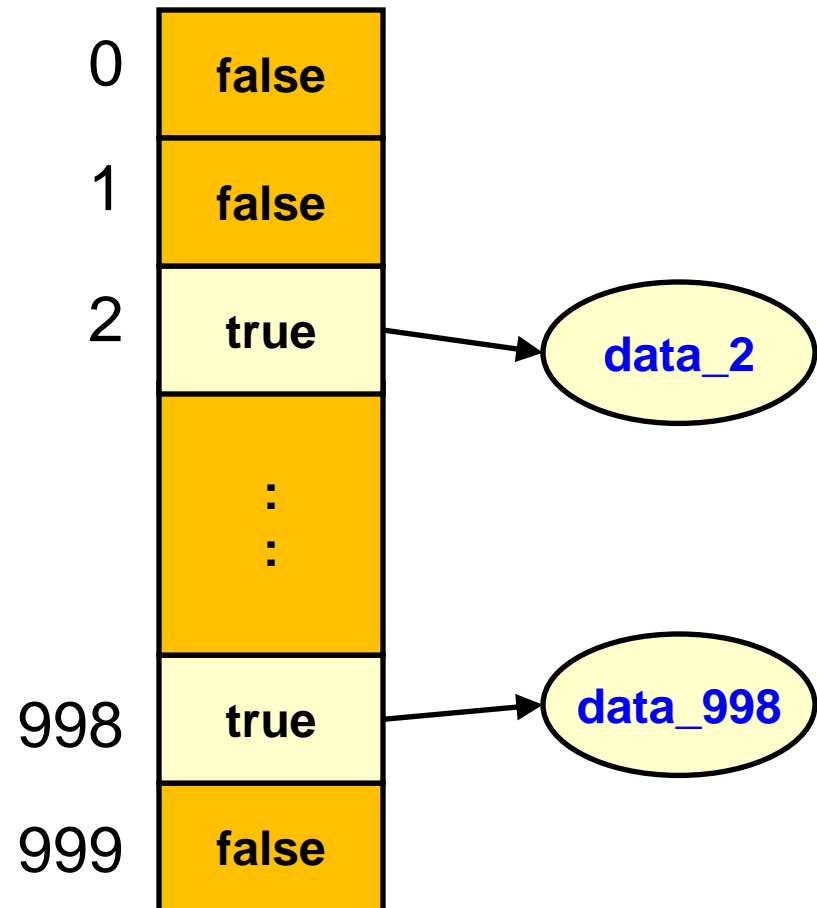 0 false
1 false
2 true data_2
:
:
998 true data_998
999 false